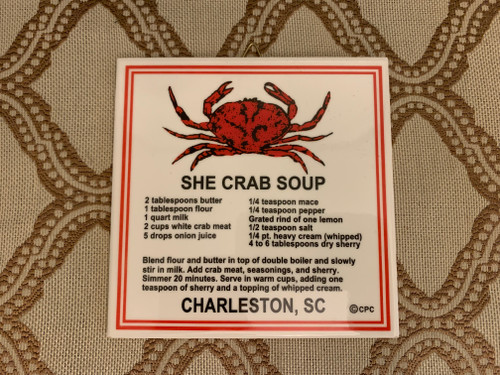 SHE CRAB SOUP
2 tablespoons butter
1 tablespoon flour
1 quart milk
2 cups white crab meat
5 drops onion juice
1/4 teaspoon mace
1/4 teaspoon pepper
Grated rind of one lemon
1/2 teaspoon salt
1/4 pt. heavy cream (whipped)
4 to 6 tablespoons dry sherry
Blend flour and butter in top of double boiler and slowly
stir in milk. Add crab meat, seasonings, and sherry.
Simmer 20 minutes. Serve in warm cups, adding one
teaspoon of sherry and a topping of whipped cream.
CHARLESTON, SC
©CPC